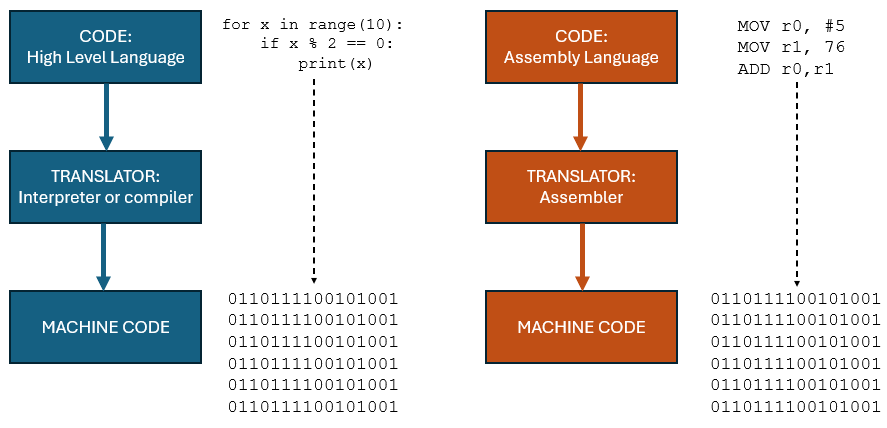 CODE:
High Level Language
for x in range(10):
if x % 2 == 0:
print(x)
TRANSLATOR:
Interpreter or compiler
MACHINE CODE
0110111100101001
0110111100101001
0110111100101001
0110111100101001
0110111100101001
0110111100101001
CODE:
Assembly Language
MOV r0, #5
MOV r1, 76
ADD r0,r1
TRANSLATOR:
Assembler
MACHINE CODE
0110111100101001
0110111100101001
0110111100101001
0110111100101001
0110111100101001
0110111100101001